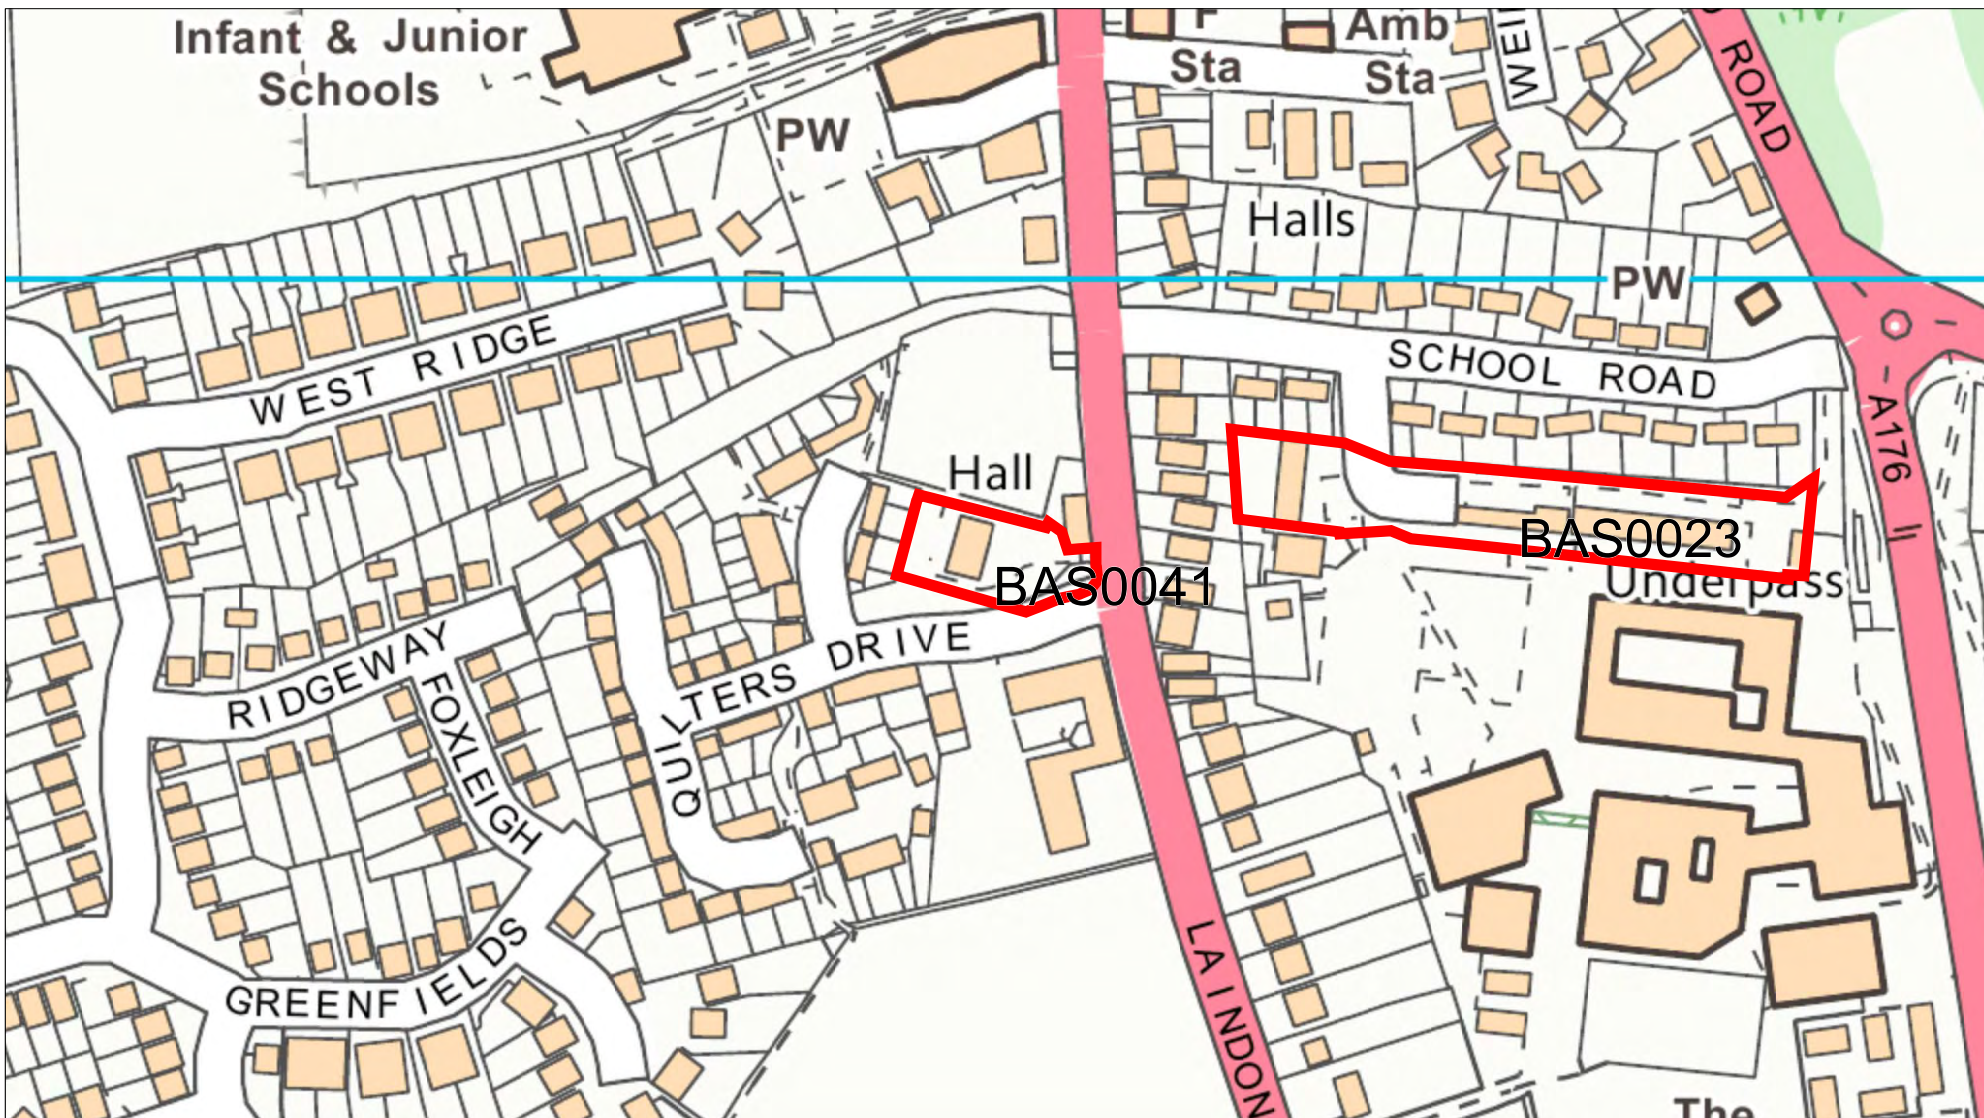 Infant & Junior
Schools
F
Sta
Amb
Sta
ROAD
PW
Halls
PW
WEST RIDGE
SCHOOL ROAD
A176
Hall
BAS0023
BAS0041
Underpass
RIDGEWAY
QUILTERS DRIVE
FOXLEIGH
GREENFIELDS
LAINDON
The